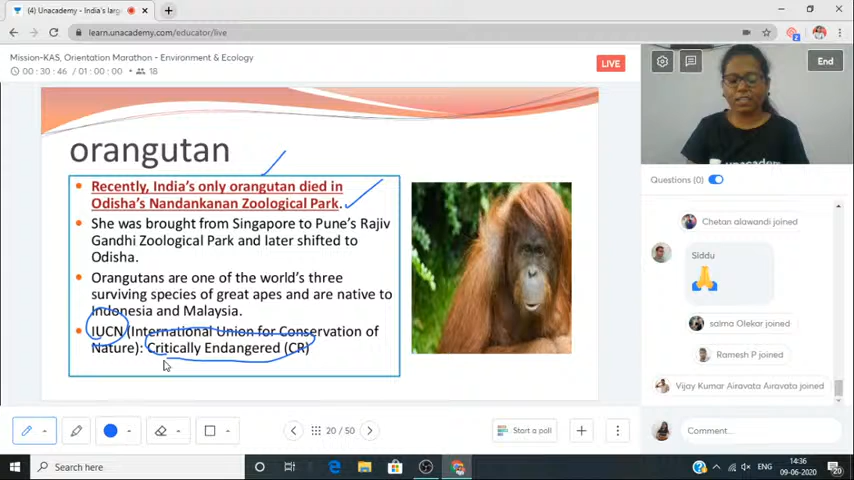 (4) Unacademy - India's larg
learn.unacademy.com/educator/live
Mission-KAS, Orientation Marathon - Environment & Ecology
00:30:46 / 01:00:00 • 18
LIVE
End
orangutan
• Recently, India's only orangutan died in
Odisha's Nandankanan Zoological Park.
• She was brought from Singapore to Pune's Rajiv
Gandhi Zoological Park and later shifted to
Odisha.
• Orangutans are one of the world's three
surviving species of great apes and are native to
Indonesia and Malaysia.
• IUCN (International Union for Conservation of
Nature): Critically Endangered (CR)
unacademy
Questions (0)
Chetan alawandi joined
Siddu
salma Olekar joined
Ramesh P joined
Vijay Kumar Airavata Airavata joined
20 / 50
Start a poll
Comment...
Search here
ENG
14:36
09-06-2020
20